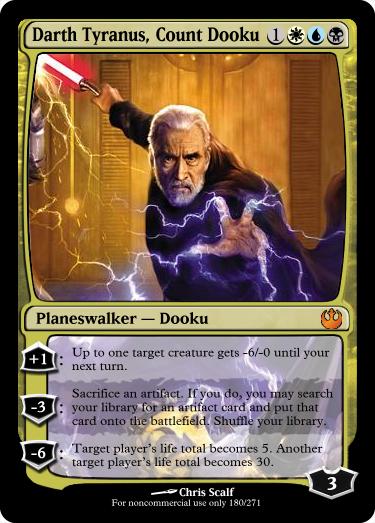 Darth Tyranus, Count Dooku 1
Planeswalker — Dooku
+1: Up to one target creature gets -6/-0 until your
next turn.
-3: Sacrifice an artifact. If you do, you may search
your library for an artifact card and put that
card onto the battlefield. Shuffle your library.
-6: Target player's life total becomes 5. Another
target player's life total becomes 30.
3
Chris Scalf
For noncommercial use only 180/271